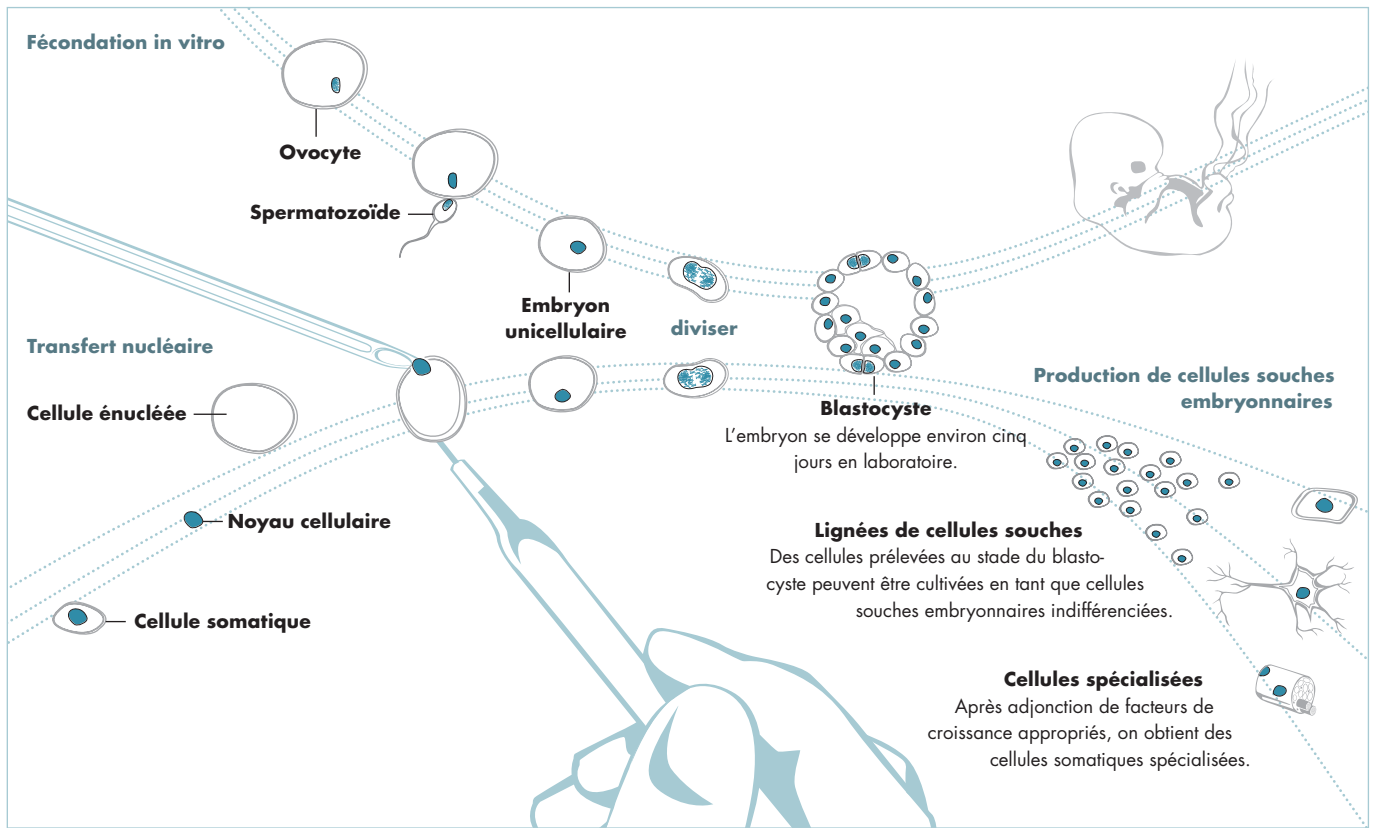 Fécondation in vitro
Ovocyte
Spermatozoïde
Embryon
unicellulaire
diviser
Transfert nucléaire
Cellule énucléée
Noyau cellulaire
Cellule somatique
Blastocyste
L’embryon se développe environ cinq
jours en laboratoire.
Production de cellules souches
embryonnaires
Lignées de cellules souches
Des cellules prélevées au stade du blasto-
cyste peuvent être cultivées en tant que cellules
souches embryonnaires indifférenciées.
Cellules spécialisées
Après adjonction de facteurs de
croissance appropriés, on obtient des
cellules somatiques spécialisées.